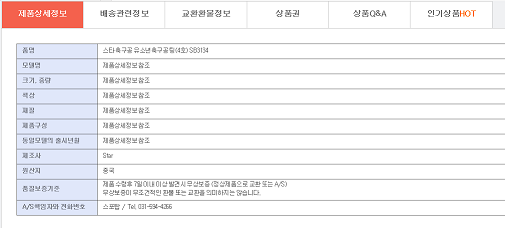 제품상세정보 배송관련정보 교환환불정보 상품권 상품Q&A 인기상품HOT
품명 스타 축구공 유소년축구공팀(4호) SB3134
모델명 제품상세정보참조
크기, 중량 제품상세정보참조
색상 제품상세정보참조
재질 제품상세정보참조
제품구성 제품상세정보참조
동일모델의 출시년월 제품상세정보참조
제조사 Star
원산지 중국
품질보증기준 제품 수령후 7일이내 이상 발견시 무상보증 (정상제품으로 교환 또는 A/S)
무상보증이 무조건적인 환불 또는 교환을 의미하지는 않습니다.
A/S책임자와 전화번호 스포탑 / Tel. 031-594-4266